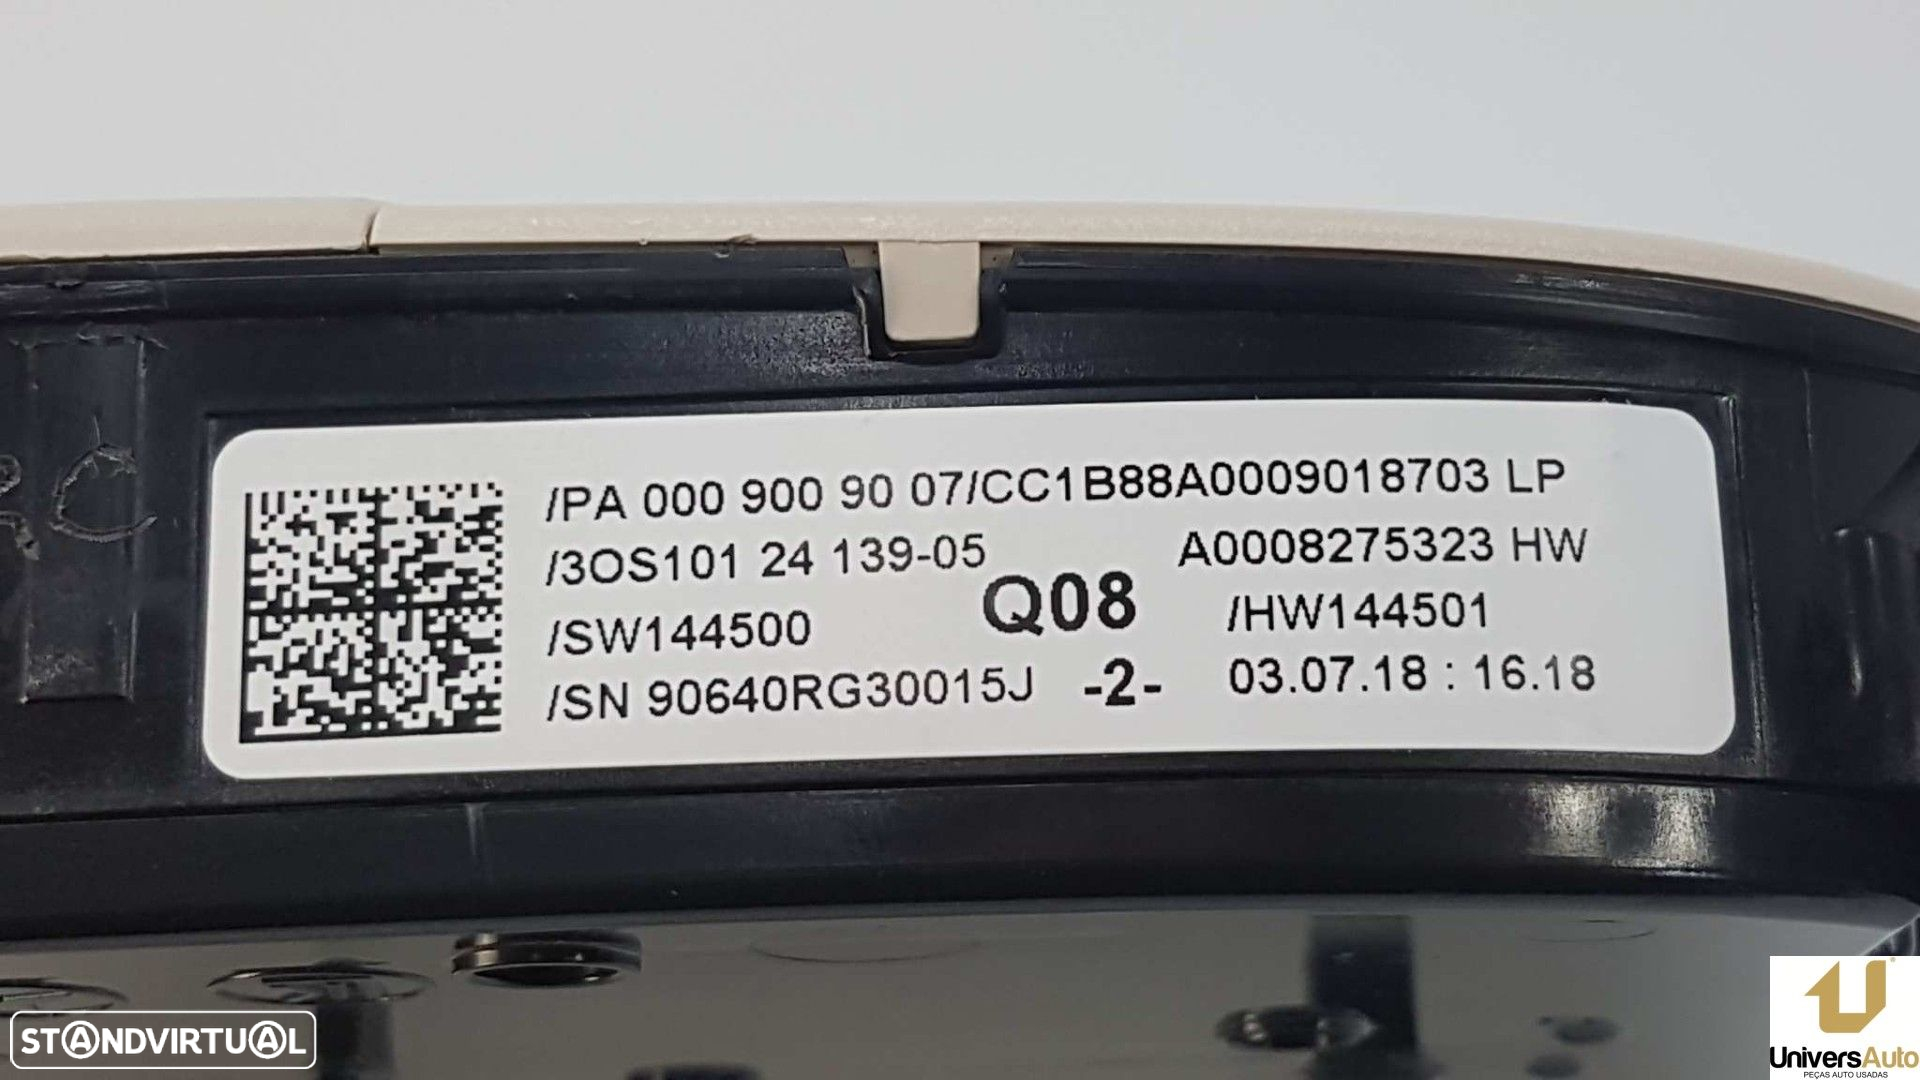 RC
/PA 000 900 90 07/CC1B88A0009018703 LP
/3OS101 24 139-05 A0008275323 HW
Q08
/SW144500 /HW144501
/SN 90640RG30015J -2- 03.07.18 : 16.18
STANDVIRTUAL
UniversAuto
PEÇAS AUTO USADAS